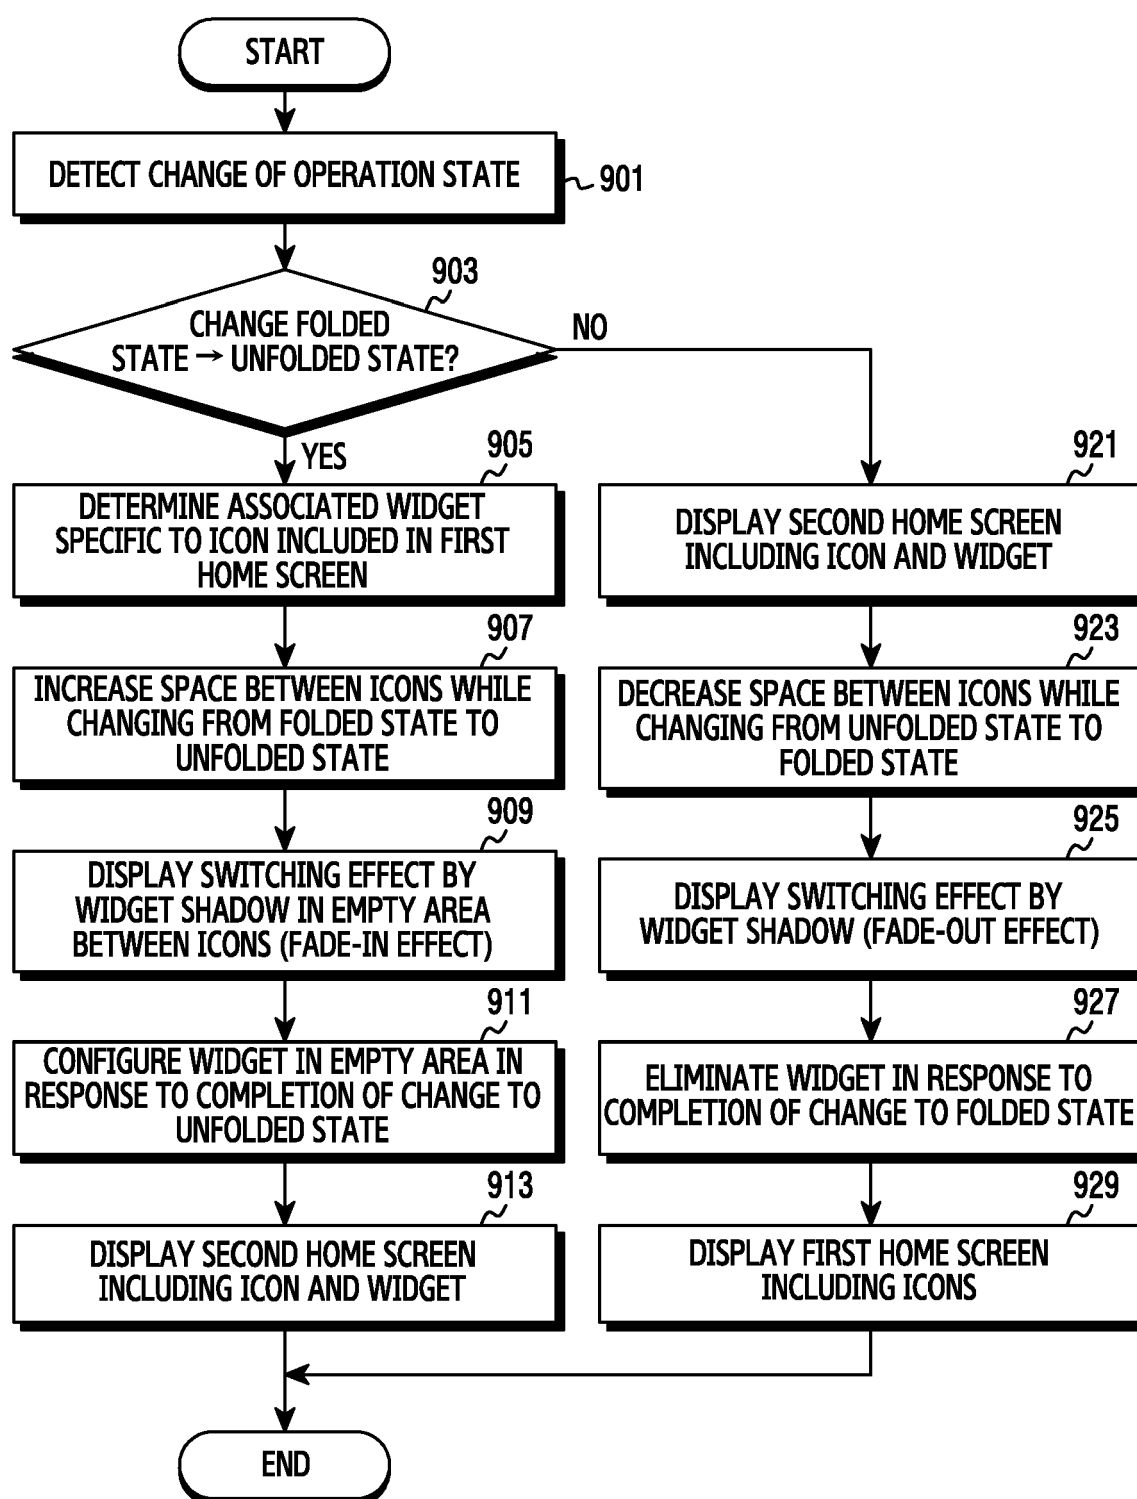 START
DETECT CHANGE OF OPERATION STATE
901
903
CHANGE FOLDED
STATE → UNFOLDED STATE?
NO
YES
905
DETERMINE ASSOCIATED WIDGET
SPECIFIC TO ICON INCLUDED IN FIRST
HOME SCREEN
907
INCREASE SPACE BETWEEN ICONS WHILE
CHANGING FROM FOLDED STATE TO
UNFOLDED STATE
909
DISPLAY SWITCHING EFFECT BY
WIDGET SHADOW IN EMPTY AREA
BETWEEN ICONS (FADE-IN EFFECT)
911
CONFIGURE WIDGET IN EMPTY AREA IN
RESPONSE TO COMPLETION OF CHANGE TO
UNFOLDED STATE
913
DISPLAY SECOND HOME SCREEN
INCLUDING ICON AND WIDGET
921
DISPLAY SECOND HOME SCREEN
INCLUDING ICON AND WIDGET
923
DECREASE SPACE BETWEEN ICONS WHILE
CHANGING FROM UNFOLDED STATE TO
FOLDED STATE
925
DISPLAY SWITCHING EFFECT BY
WIDGET SHADOW (FADE-OUT EFFECT)
927
ELIMINATE WIDGET IN RESPONSE TO
COMPLETION OF CHANGE TO FOLDED STATE
929
DISPLAY FIRST HOME SCREEN
INCLUDING ICONS
END